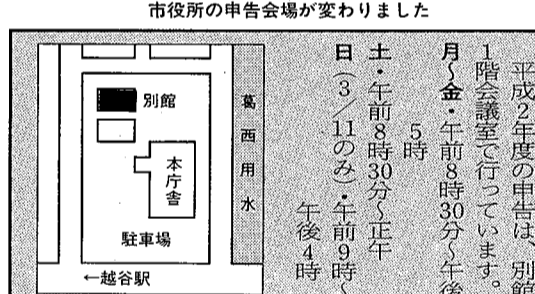 市役所の申告会場が変わりました
平成2年度の申告は、別館
1階会議室で行っています。
月～金・午前8時30分～午後
5時
土・午前8時30分～正午
日(3／11のみ)・午前9時～
午後4時
別館
本庁舎
駐車場
葛西用水
←越谷駅